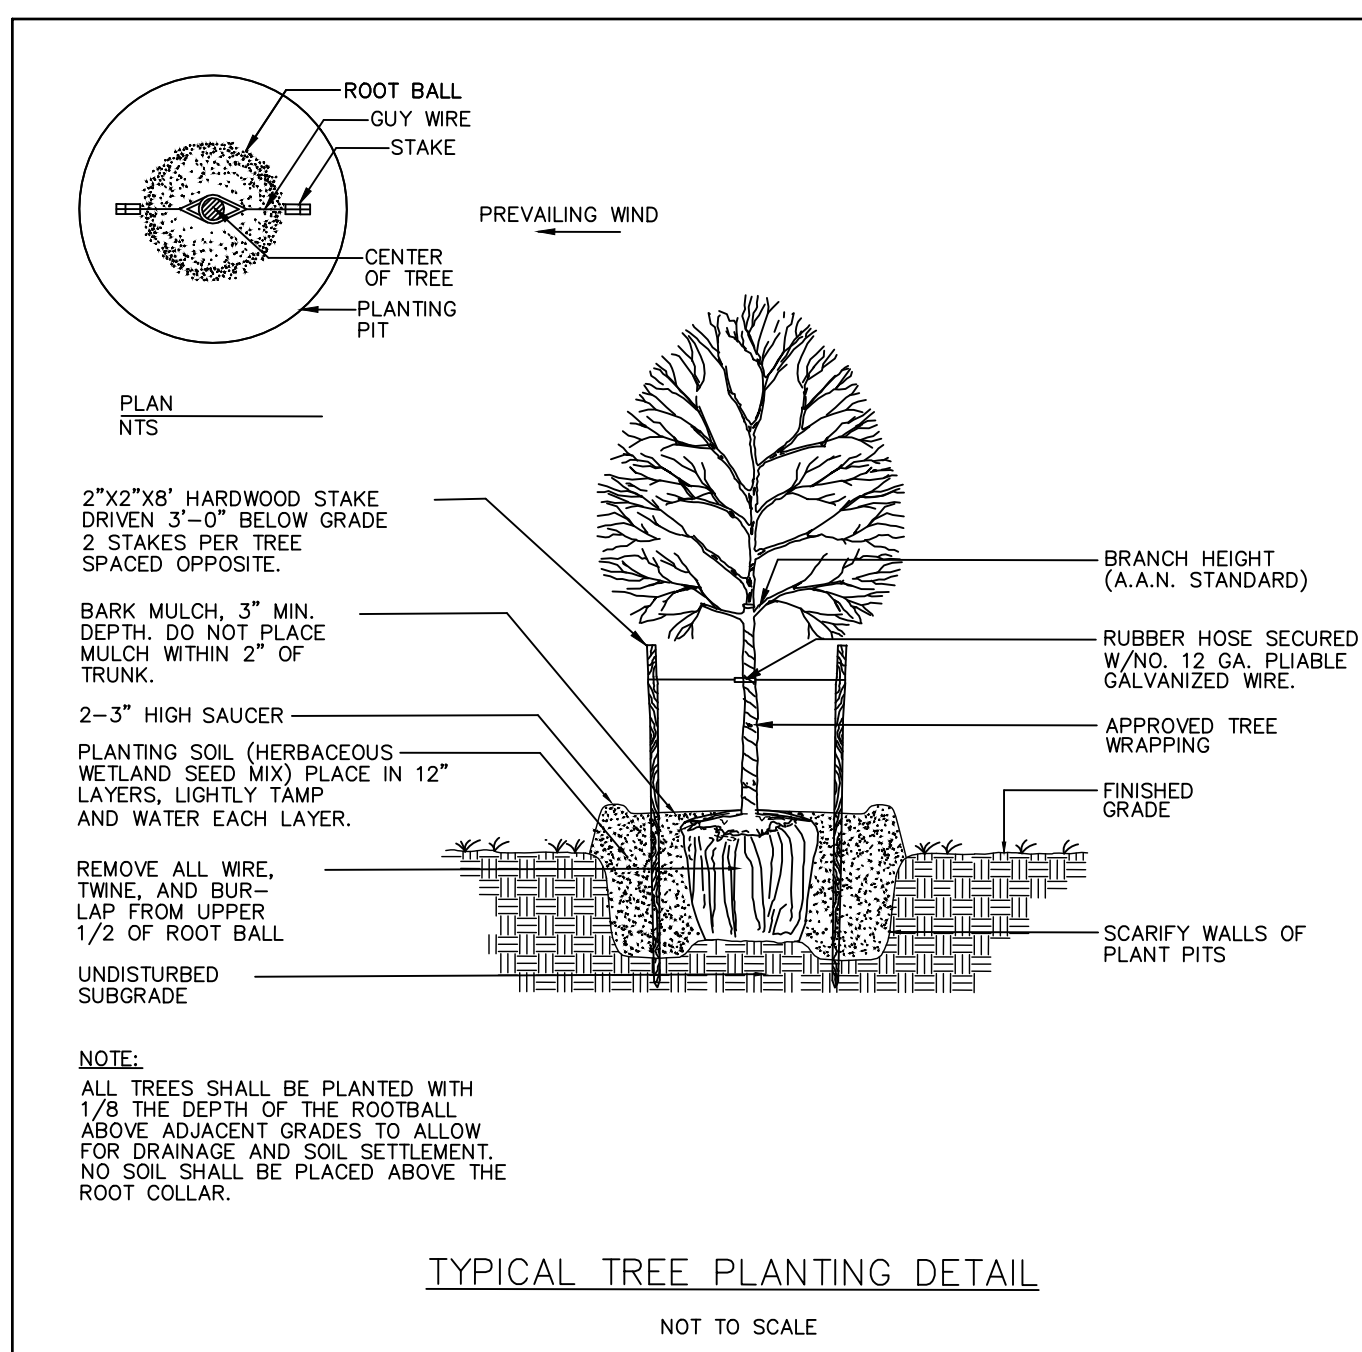 ROOT BALL
GUY WIRE
STAKE
PREVAILING WIND
CENTER
OF TREE
PLANTING
PIT
PLAN
NTS
2"X2"X8' HARDWOOD STAKE
DRIVEN 3'-0" BELOW GRADE
2 STAKES PER TREE
SPACED OPPOSITE.
BARK MULCH, 3" MIN.
DEPTH. DO NOT PLACE
MULCH WITHIN 2" OF
TRUNK.
2-3" HIGH SAUCER
PLANTING SOIL (HERBACEOUS
WETLAND SEED MIX) PLACE IN 12"
LAYERS, LIGHTLY TAMP
AND WATER EACH LAYER.
REMOVE ALL WIRE,
TWINE, AND BUR-
LAP FROM UPPER
1/2 OF ROOT BALL
UNDISTURBED
SUBGRADE
BRANCH HEIGHT
(A.A.N. STANDARD)
RUBBER HOSE SECURED
W/NO. 12 GA. PLIABLE
GALVANIZED WIRE.
APPROVED TREE
WRAPPING
FINISHED
GRADE
SCARIFY WALLS OF
PLANT PITS
NOTE:
ALL TREES SHALL BE PLANTED WITH
1/8 THE DEPTH OF THE ROOTBALL
ABOVE ADJACENT GRADES TO ALLOW
FOR DRAINAGE AND SOIL SETTLEMENT.
NO SOIL SHALL BE PLACED ABOVE THE
ROOT COLLAR.
TYPICAL TREE PLANTING DETAIL
NOT TO SCALE